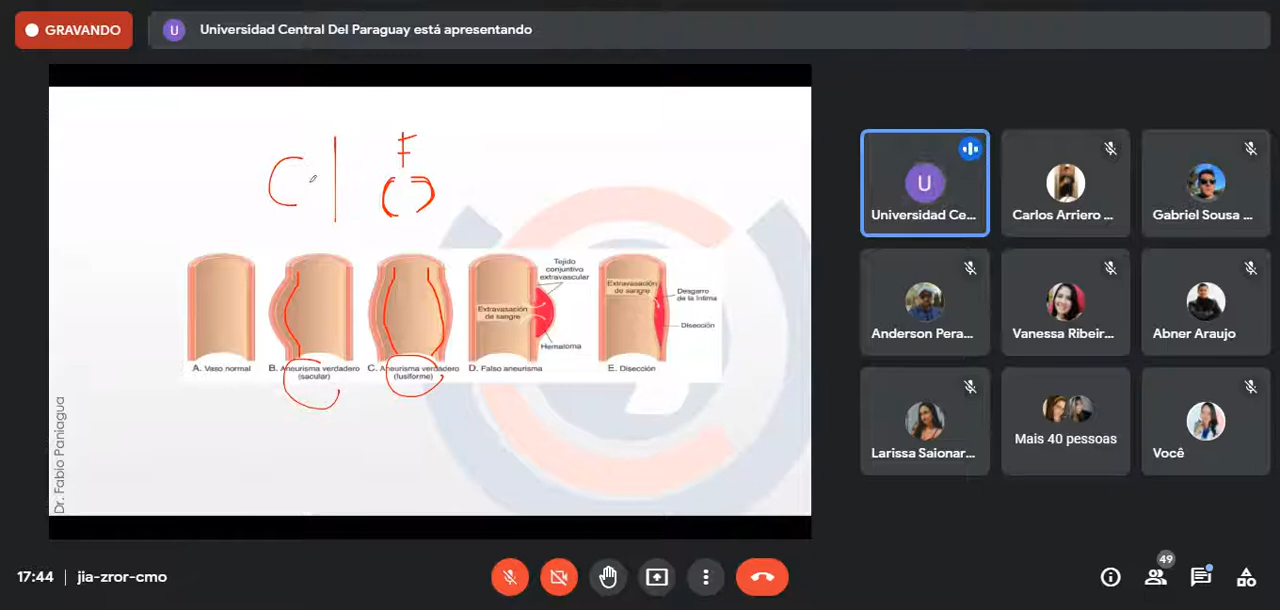 GRAVANDO
U
Universidad Central Del Paraguay está apresentando
F
Tejido
conjuntivo
extravascular
Extravasación
de sangre
Hematoma
Extravasación
de sangre
Desgarro
de la íntima
Disección
A. Vaso normal
B. Aneurisma verdadero
(sacular)
C. Aneurisma verdadero
(fusiforme)
D. Falso aneurisma
E. Disección
Dr. Fabio Paniagua
U
Universidad Ce...
Carlos Arriero ...
Gabriel Sousa ...
Anderson Pera...
Vanessa Ribeir...
Abner Araujo
Larissa Saionar...
Mais 40 pessoas
Você
17:44 | jia-zror-cmo
49